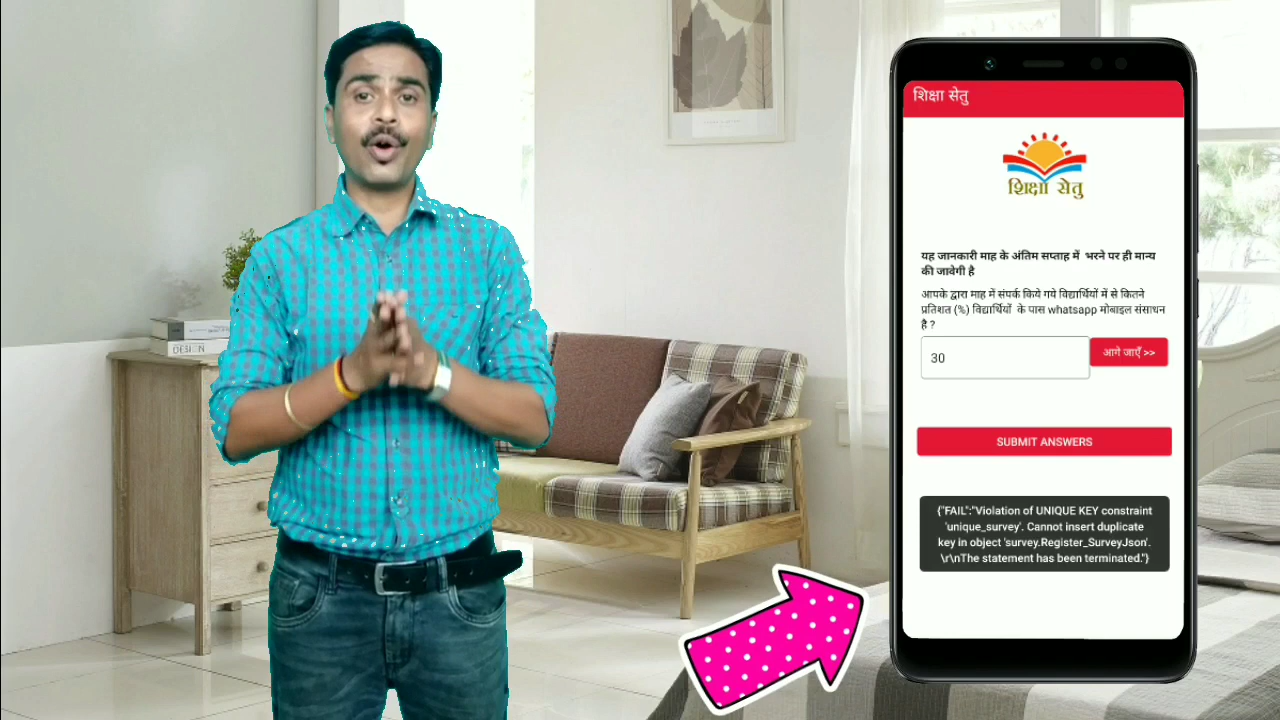 DESIGN
शिक्षा सेतु
शिक्षा सेतु
यह जानकारी माह के अंतिम सप्ताह में भरने पर ही मान्य
की जावेगी है
आपके द्वारा माह में संपर्क किये गये विद्यार्थियों में से कितने
प्रतिशत (%) विद्यार्थियों के पास whatsapp मोबाइल संसाधन
है ?
30
आगे जाएँ >>
SUBMIT ANSWERS
{"FAIL":"Violation of UNIQUE KEY constraint
'unique_survey'. Cannot insert duplicate
key in object 'survey.Register_SurveyJson'.
\r\nThe statement has been terminated."}